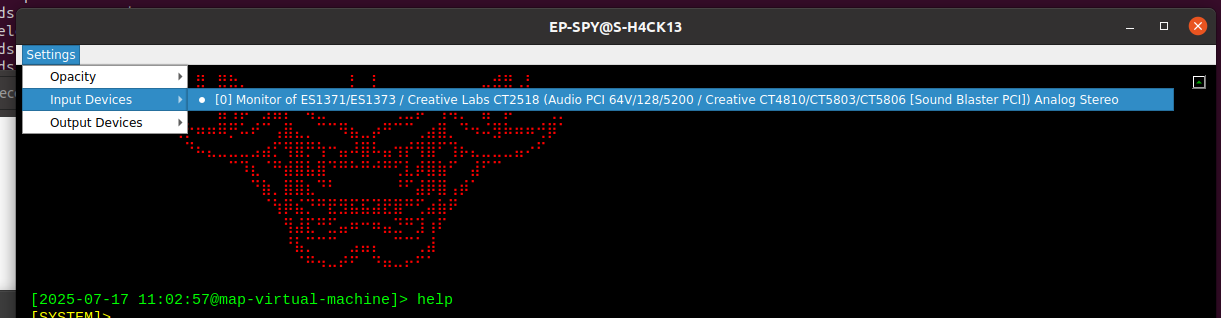 EP-SPY@S-H4CK13
Settings
Opacity
Input Devices
[0] Monitor of ES1371/ES1373 / Creative Labs CT2518 (Audio PCI 64V/128/5200 / Creative CT4810/CT5803/CT5806 [Sound Blaster PCI]) Analog Stereo
Output Devices
[2025-07-17 11:02:57@map-virtual-machine]> help
[SYSTEM]>